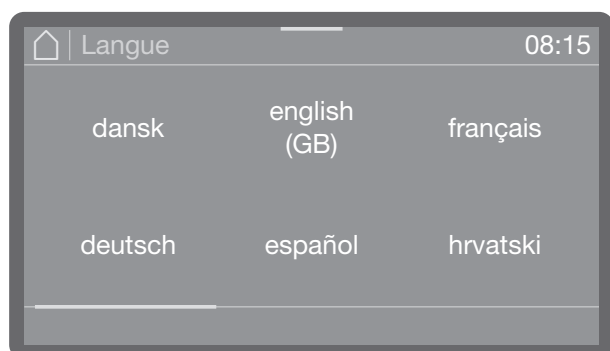 Langue 08:15
dansk
english
(GB)
français
deutsch español hrvatski